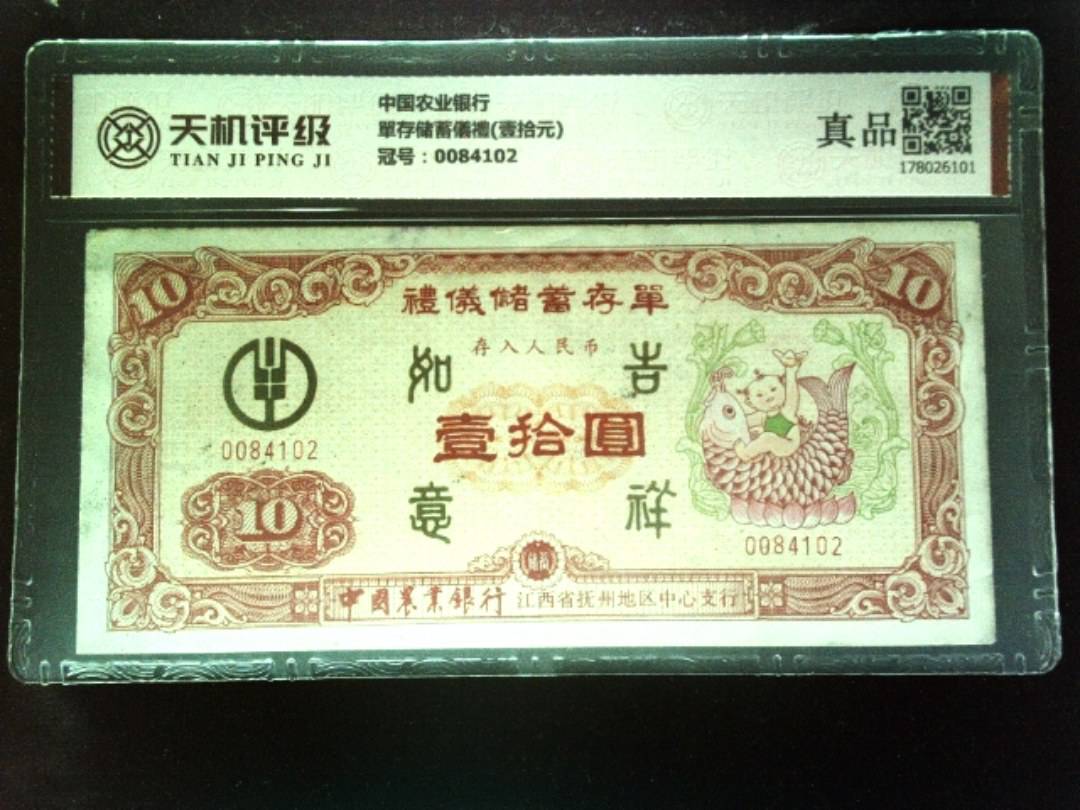 天机评级
TIAN JI PING JI
中国农业银行
單存储蓄儀禮(壹拾元)
冠号：0084102
真品
178026101
10
10
禮儀储蓄存單
存入人民币
如
吉
壹拾圆
0084102
10
意
祥
0084102
中國農業銀行 江西省抚州地区中心支行